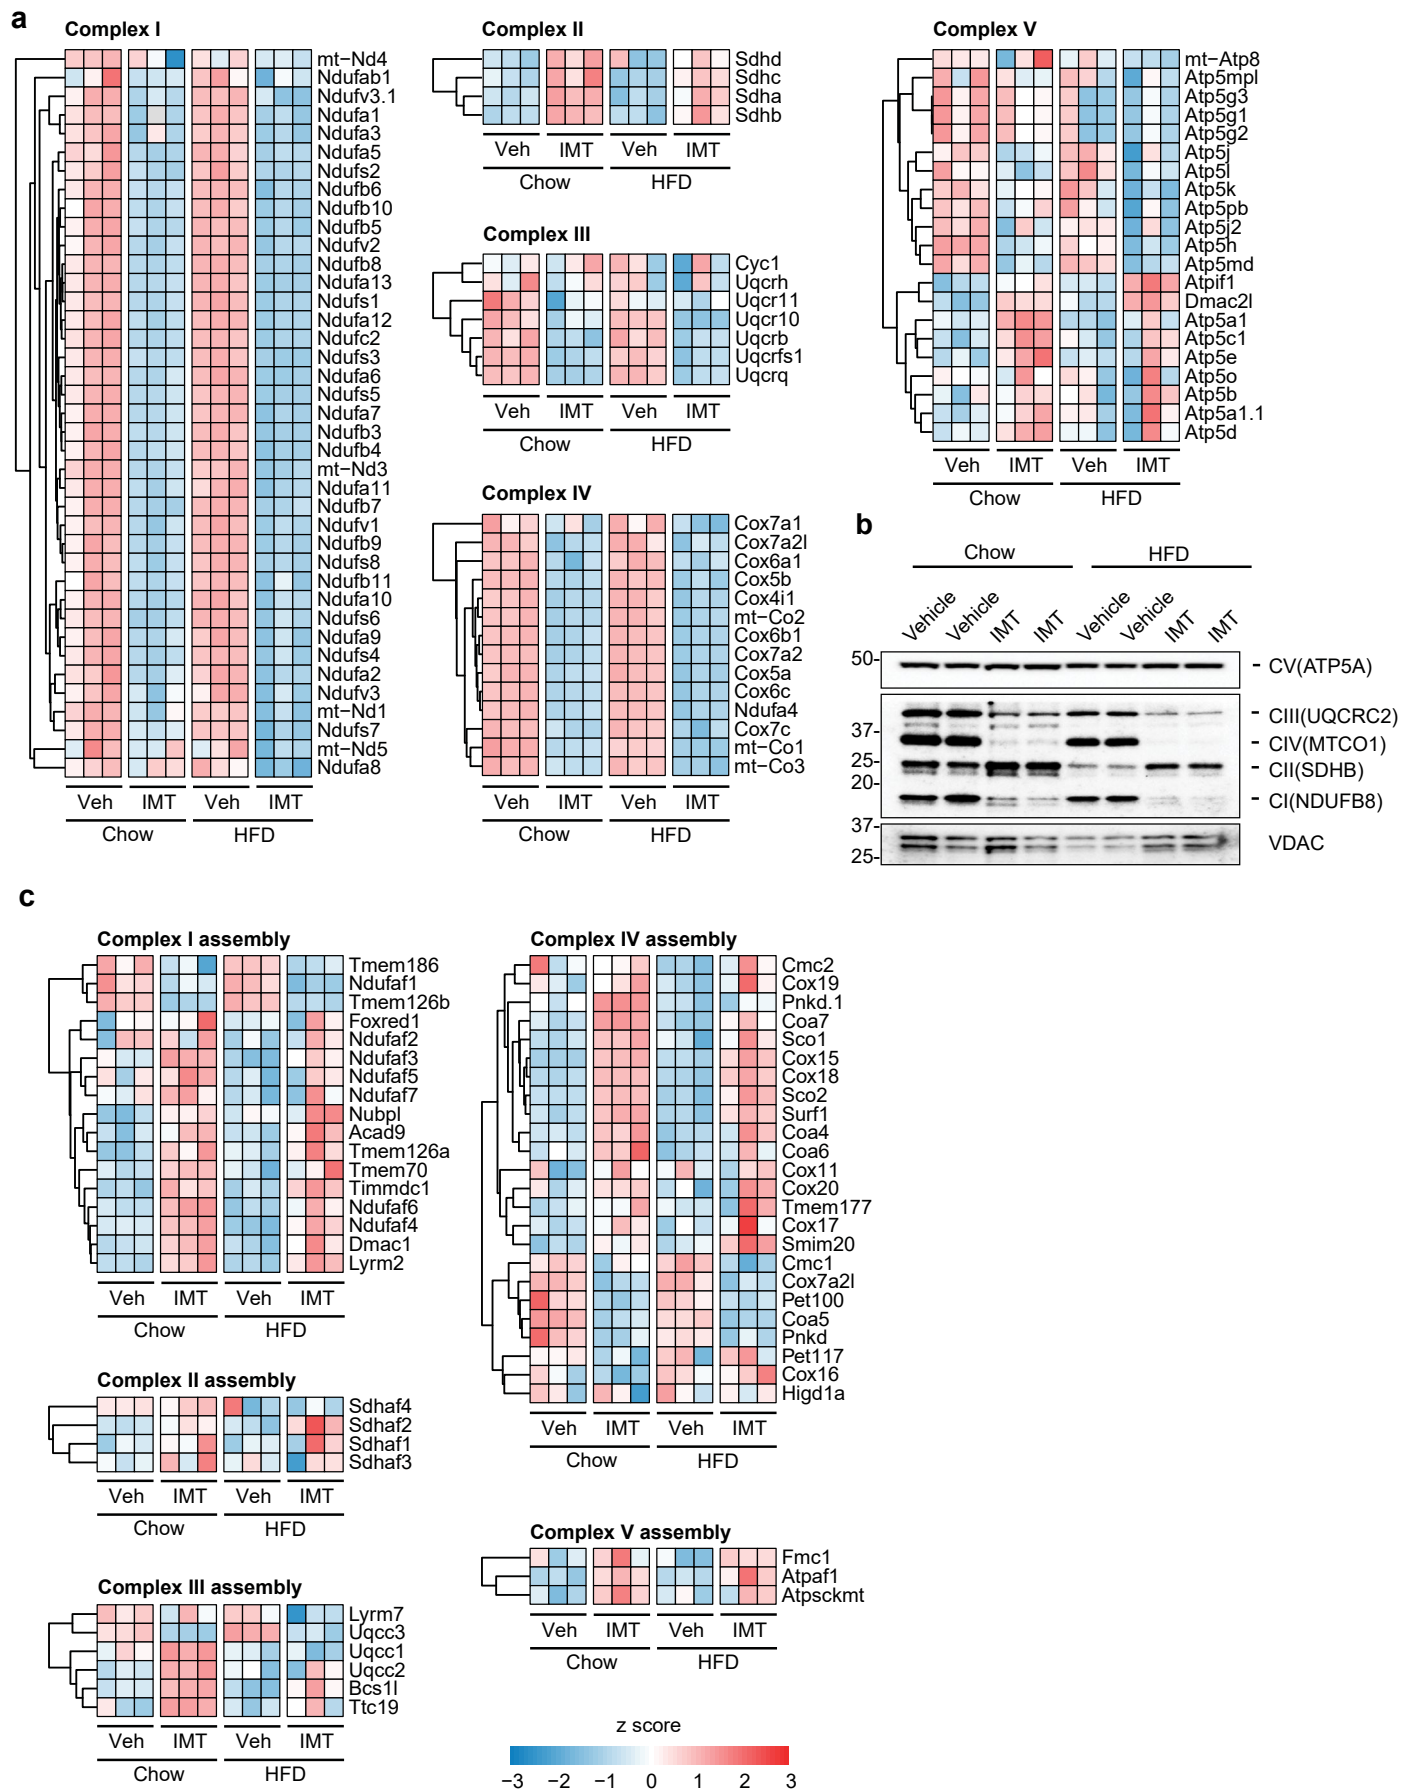 a
Complex I
mt−Nd4
Ndufab1
Ndufv3.1
Ndufa1
Ndufa3
Ndufa5
Ndufs2
Ndufb6
Ndufb10
Ndufb5
Ndufv2
Ndufb8
Ndufa13
Ndufs1
Ndufa12
Ndufc2
Ndufs3
Ndufa6
Ndufs5
Ndufa7
Ndufb3
Ndufb4
mt−Nd3
Ndufa11
Ndufb7
Ndufv1
Ndufb9
Ndufs8
Ndufb11
Ndufa10
Ndufs6
Ndufa9
Ndufs4
Ndufa2
Ndufv3
mt−Nd1
Ndufs7
mt−Nd5
Ndufa8
Veh IMT Veh IMT
Chow HFD
Complex II
Sdhd
Sdhc
Sdha
Sdhb
Veh IMT Veh IMT
Chow HFD
Complex III
Cyc1
Uqcrh
Uqcr11
Uqcr10
Uqcrb
Uqcrfs1
Uqcrq
Veh IMT Veh IMT
Chow HFD
Complex IV
Cox7a1
Cox7a2l
Cox6a1
Cox5b
Cox4i1
mt−Co2
Cox6b1
Cox7a2
Cox5a
Cox6c
Ndufa4
Cox7c
mt−Co1
mt−Co3
Veh IMT Veh IMT
Chow HFD
Complex V
mt−Atp8
Atp5mpl
Atp5g3
Atp5g1
Atp5g2
Atp5j
Atp5l
Atp5k
Atp5pb
Atp5j2
Atp5h
Atp5md
Atpif1
Dmac2l
Atp5a1
Atp5c1
Atp5e
Atp5o
Atp5b
Atp5a1.1
Atp5d
Veh IMT Veh IMT
Chow HFD
b
Chow HFD
Vehicle Vehicle IMT IMT Vehicle Vehicle IMT IMT
50- - CV(ATP5A)
- CIII(UQCRC2)
37- - CIV(MTCO1)
25- - CII(SDHB)
20- - CI(NDUFB8)
37- VDAC
25-
c
Complex I assembly
Tmem186
Ndufaf1
Tmem126b
Foxred1
Ndufaf2
Ndufaf3
Ndufaf5
Ndufaf7
Nubpl
Acad9
Tmem126a
Tmem70
Timmdc1
Ndufaf6
Ndufaf4
Dmac1
Lyrm2
Veh IMT Veh IMT
Chow HFD
Complex II assembly
Sdhaf4
Sdhaf2
Sdhaf1
Sdhaf3
Veh IMT Veh IMT
Chow HFD
Complex III assembly
Lyrm7
Uqcc3
Uqcc1
Uqcc2
Bcs1l
Ttc19
Veh IMT Veh IMT
Chow HFD
Complex IV assembly
Cmc2
Cox19
Pnkd.1
Coa7
Sco1
Cox15
Cox18
Sco2
Surf1
Coa4
Coa6
Cox11
Cox20
Tmem177
Cox17
Smim20
Cmc1
Cox7a2l
Pet100
Coa5
Pnkd
Pet117
Cox16
Higd1a
Veh IMT Veh IMT
Chow HFD
Complex V assembly
Fmc1
Atpaf1
Atpsckmt
Veh IMT Veh IMT
Chow HFD
z score
−3 −2 −1 0 1 2 3